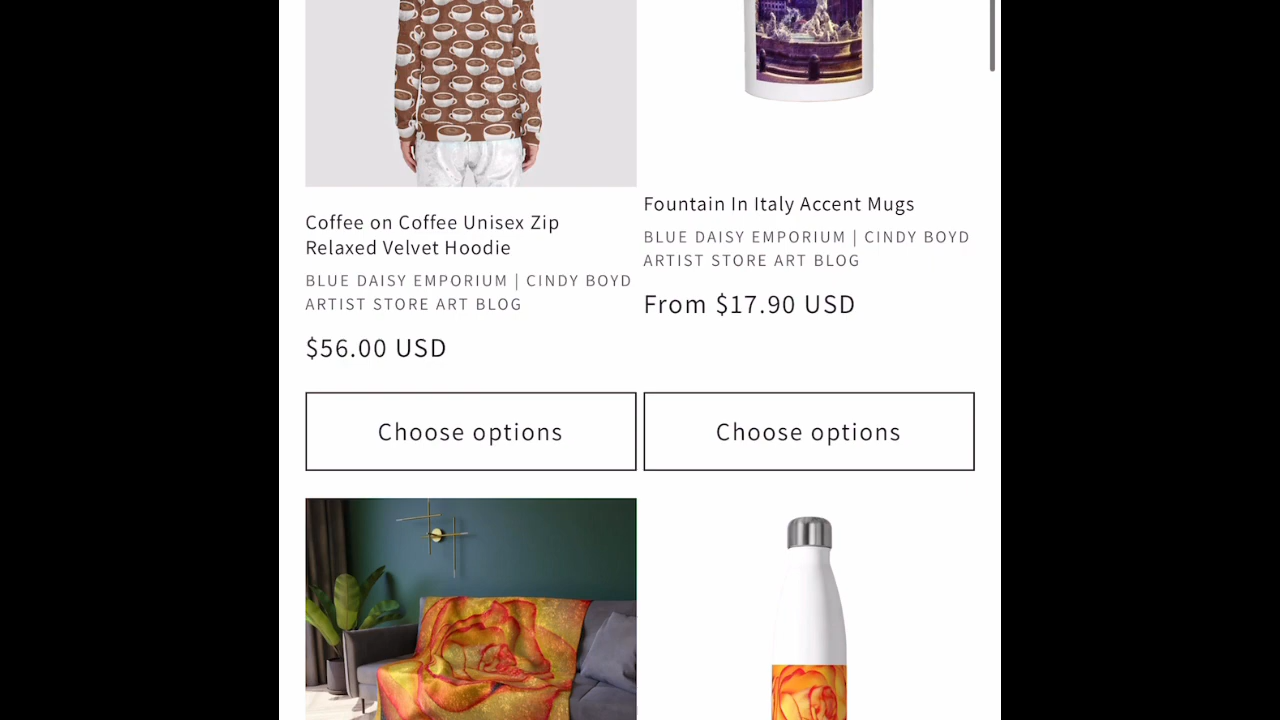 Coffee on Coffee Unisex Zip
Relaxed Velvet Hoodie
BLUE DAISY EMPORIUM | CINDY BOYD
ARTIST STORE ART BLOG
$56.00 USD
Choose options
Fountain In Italy Accent Mugs
BLUE DAISY EMPORIUM | CINDY BOYD
ARTIST STORE ART BLOG
From $17.90 USD
Choose options